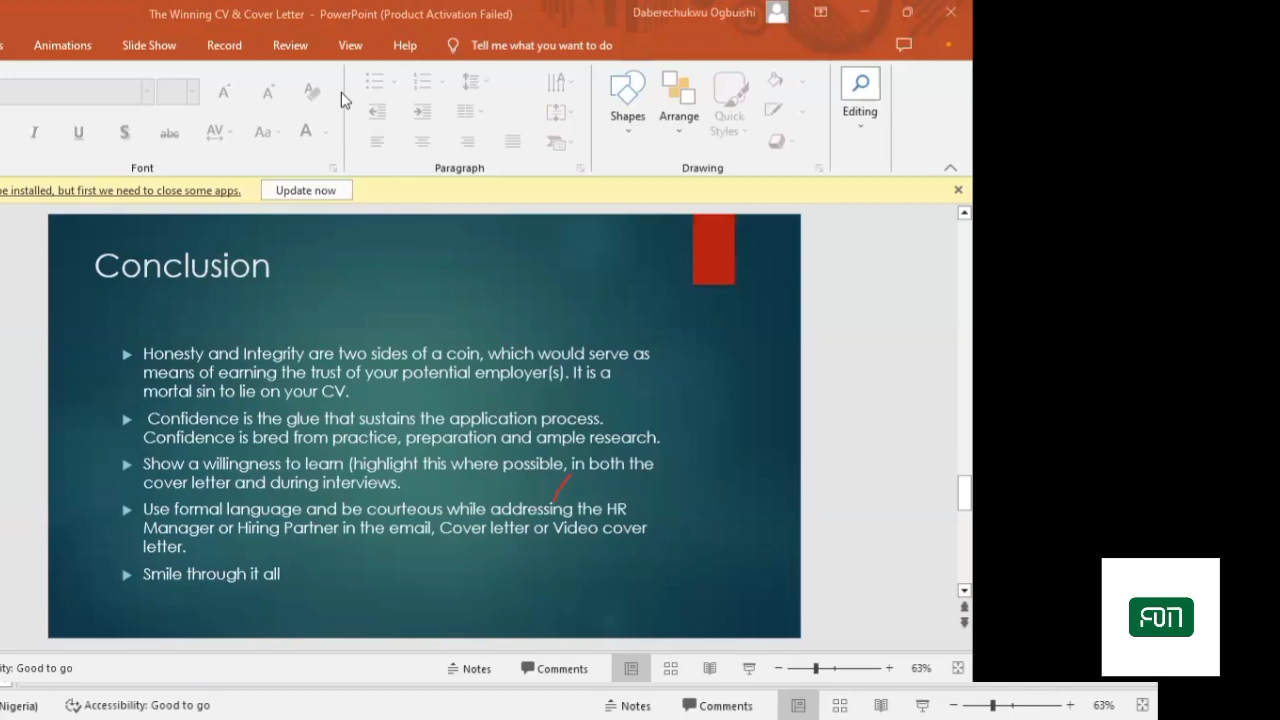 The Winning CV & Cover Letter - PowerPoint (Product Activation Failed) Daberechukwu Ogbuishi
s Animations Slide Show Record Review View Help Tell me what you want to do
A A A
I U S abc AV Aa A
Shapes Arrange Quick Styles Editing
Font Paragraph Drawing
be installed, but first we need to close some apps. Update now
Conclusion
Honesty and Integrity are two sides of a coin, which would serve as
means of earning the trust of your potential employer(s). It is a
mortal sin to lie on your CV.
Confidence is the glue that sustains the application process.
Confidence is bred from practice, preparation and ample research.
Show a willingness to learn (highlight this where possible, in both the
cover letter and during interviews.
Use formal language and be courteous while addressing the HR
Manager or Hiring Partner in the email, Cover letter or Video cover
letter.
Smile through it all
FUN
ity: Good to go Notes Comments 63%
Nigeria) Accessibility: Good to go Notes Comments 63%